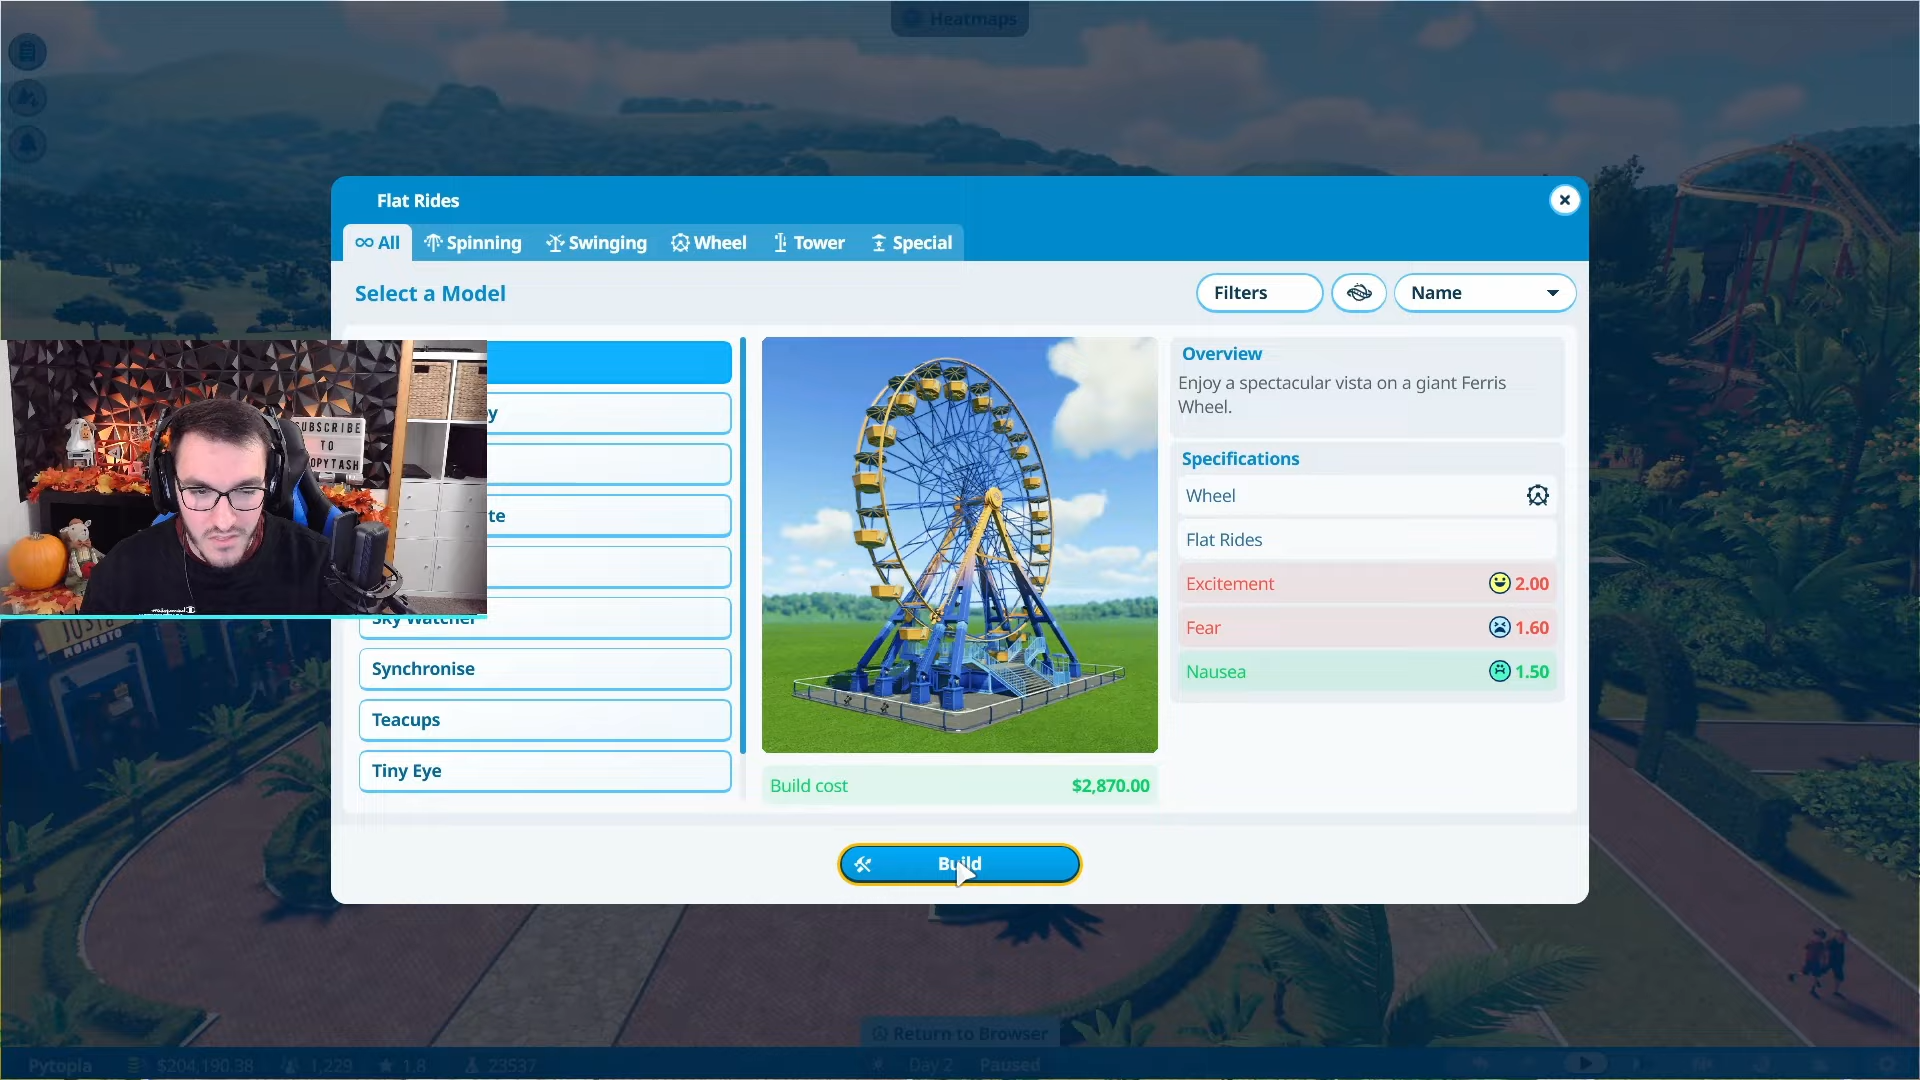 Heatmaps
Flat Rides
All
Spinning
Swinging
Wheel
Tower
Special
Select a Model
Filters
Name
y
te
Sky Watcher
Synchronise
Teacups
Tiny Eye
Build cost $2,870.00
Overview
Enjoy a spectacular vista on a giant Ferris
Wheel.
Specifications
Wheel
Flat Rides
Excitement 2.00
Fear 1.60
Nausea 1.50
Build
SUBSCRIBE
TO
OPYTASH
MOMENTO
Return to Browser
Pytopia $204,190.38 1,229 1.8 23537 Day 2 Paused